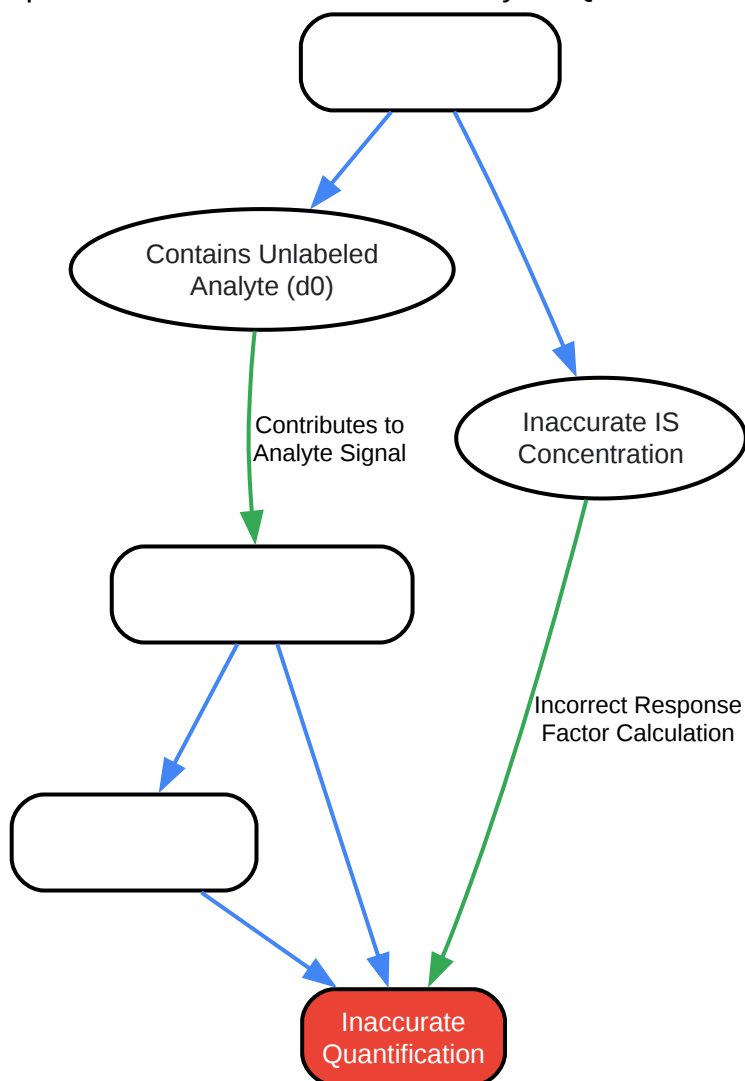 Contains Unlabeled
Analyte (d0)
Inaccurate IS
Concentration
Contributes to
Analyte Signal
Incorrect Response
Factor Calculation
Inaccurate
Quantification